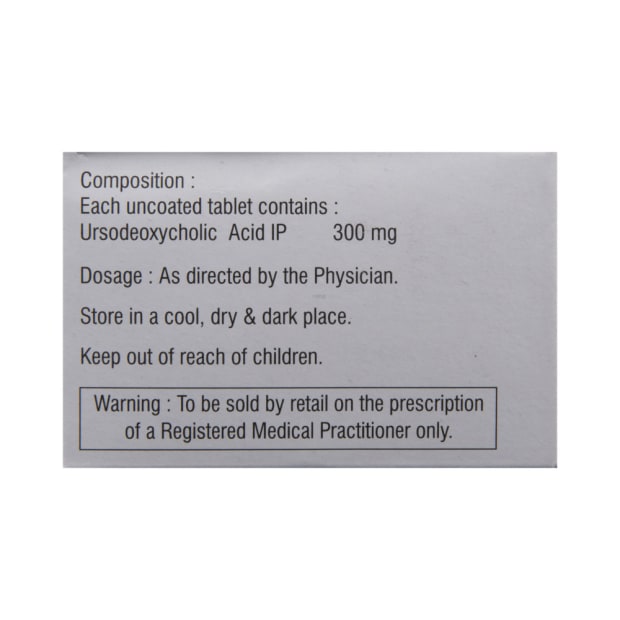 Composition :
Each uncoated tablet contains :
Ursodeoxycholic Acid IP 300 mg
Dosage : As directed by the Physician.
Store in a cool, dry & dark place.
Keep out of reach of children.
Warning : To be sold by retail on the prescription
of a Registered Medical Practitioner only.